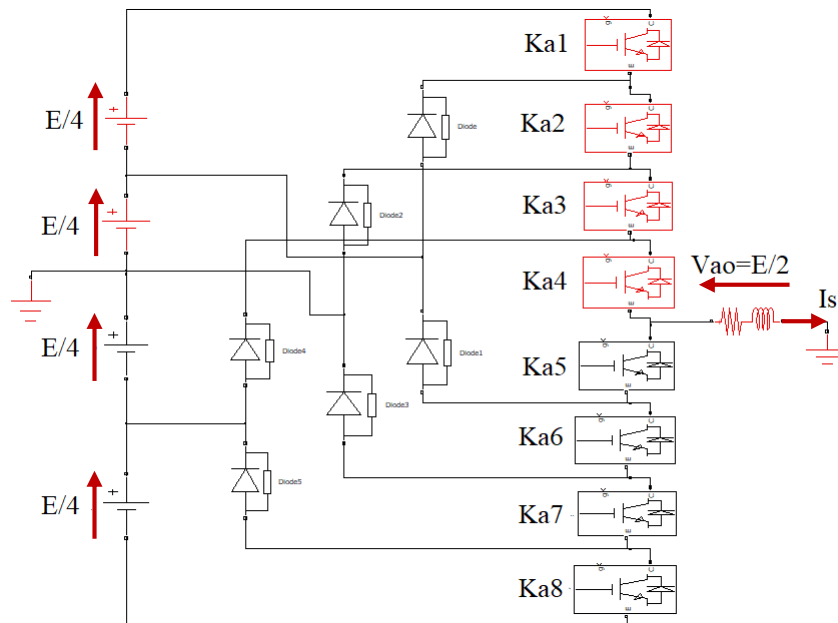 Ka1
g
C
E
E/4
+
Ka2
g
C
E
Diode
E/4
+
Ka3
g
C
E
Diode2
Ka4
g
C
E
Vao=E/2
Is
E/4
+
Diode4
Diode1
Ka5
g
C
E
Diode3
Ka6
g
C
E
E/4
+
Diode5
Ka7
g
C
E
Ka8
g
C
E